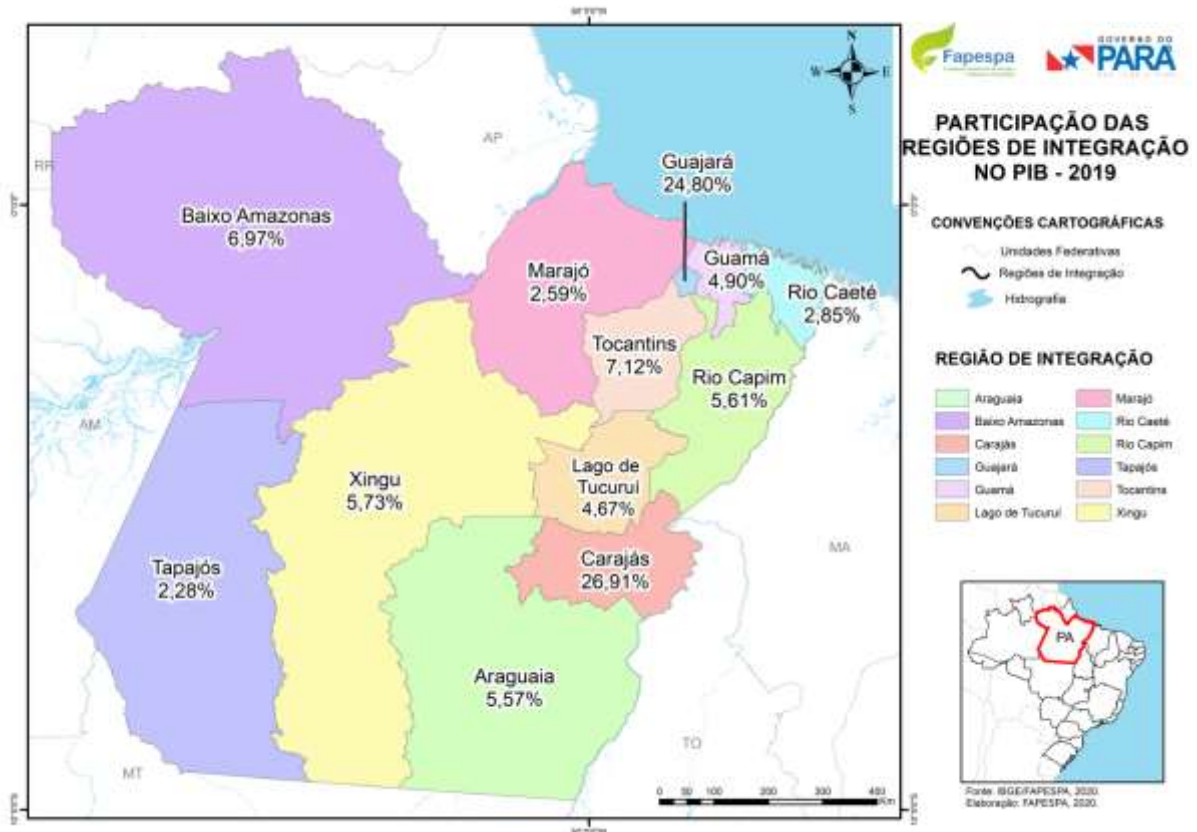 N
W
E
S
AP
RR
AM
MA
TO
MT
Baixo Amazonas
6,97%
Marajó
2,59%
Guajará
24,80%
Guamá
4,90%
Rio Caeté
2,85%
Tocantins
7,12%
Rio Capim
5,61%
Xingu
5,73%
Lago de
Tucuruí
4,67%
Tapajós
2,28%
Carajás
26,91%
Araguaia
5,57%
0 50 100 200 300 400
Km
Fapespa
GOVERNO DO
PARÁ
PARTICIPAÇÃO DAS
REGIÕES DE INTEGRAÇÃO
NO PIB - 2019
CONVENÇÕES CARTOGRÁFICAS
Unidades Federativas
Regiões de Integração
Hidrografia
REGIÃO DE INTEGRAÇÃO
Araguaia
Baixo Amazonas
Carajás
Guajará
Guamá
Lago de Tucuruí
Marajó
Rio Caeté
Rio Capim
Tapajós
Tocantins
Xingu
PA
Fonte: IBGE/FAPESPA, 2020.
Elaboração: FAPESPA, 2020.